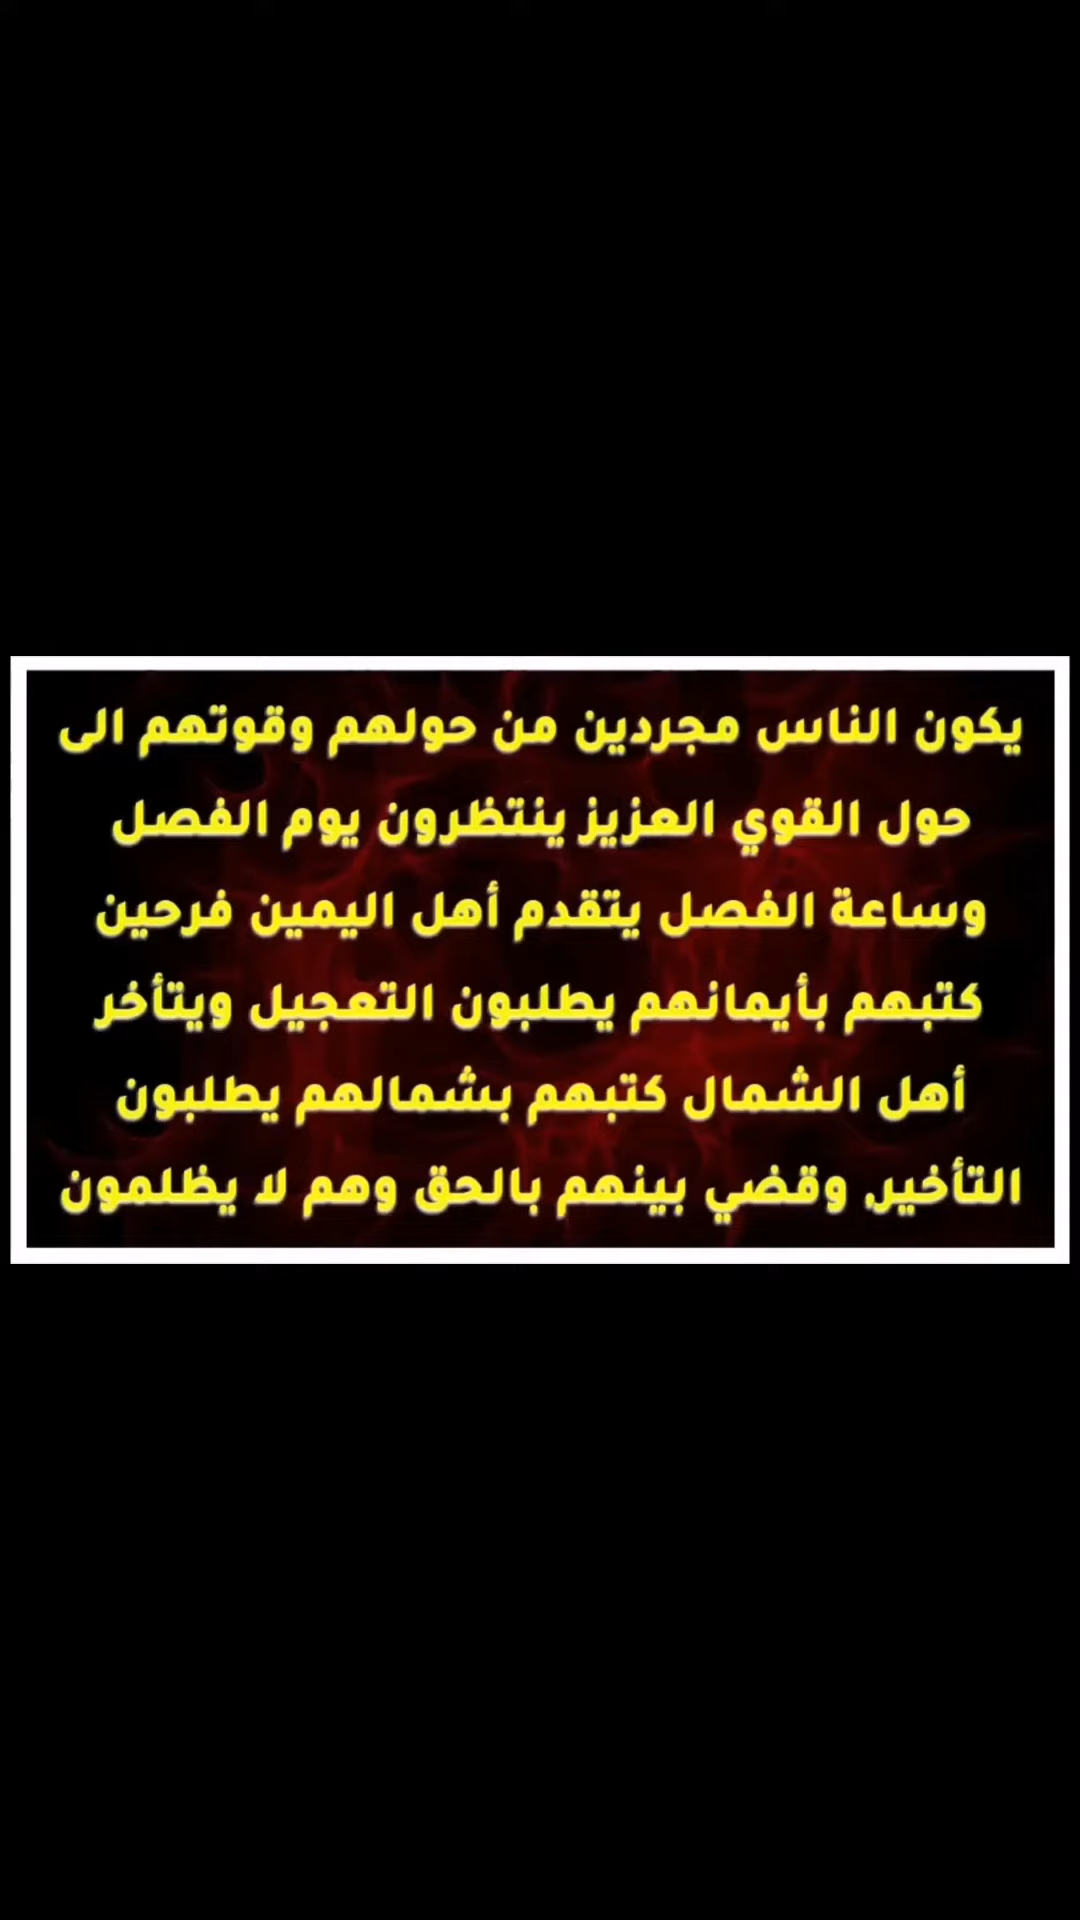 يكون الناس مجردين من حولهم وقوتهم الى
حول القوي العزيز ينتظرون يوم الفصل
وساعة الفصل يتقدم أهل اليمين فرحين
كتبهم بأيمانهم يطلبون التعجيل ويتأخر
أهل الشمال كتبهم بشمالهم يطلبون
التأخير. وقضي بينهم بالحق وهم لا يظلمون